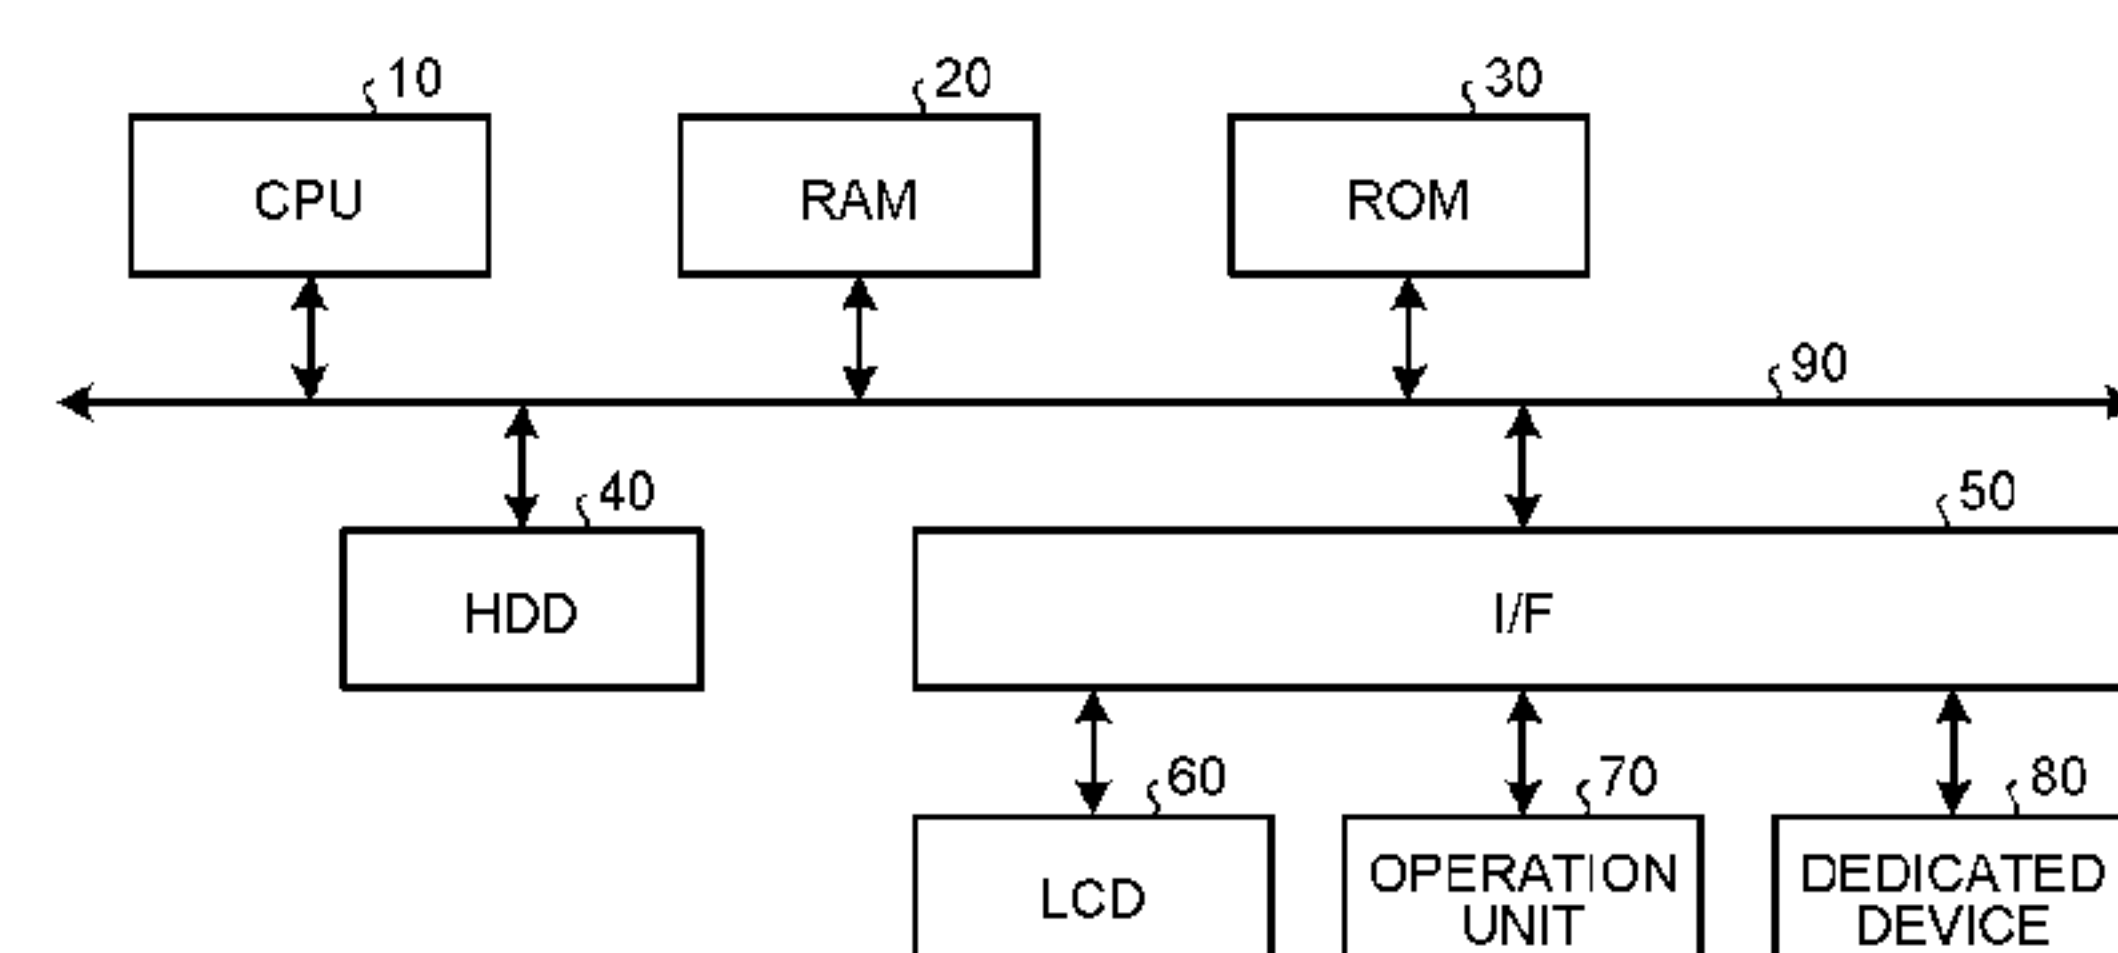 10
20
30
CPU
RAM
ROM
90
40
50
HDD
I/F
60
70
80
LCD
OPERATION
UNIT
DEDICATED
DEVICE